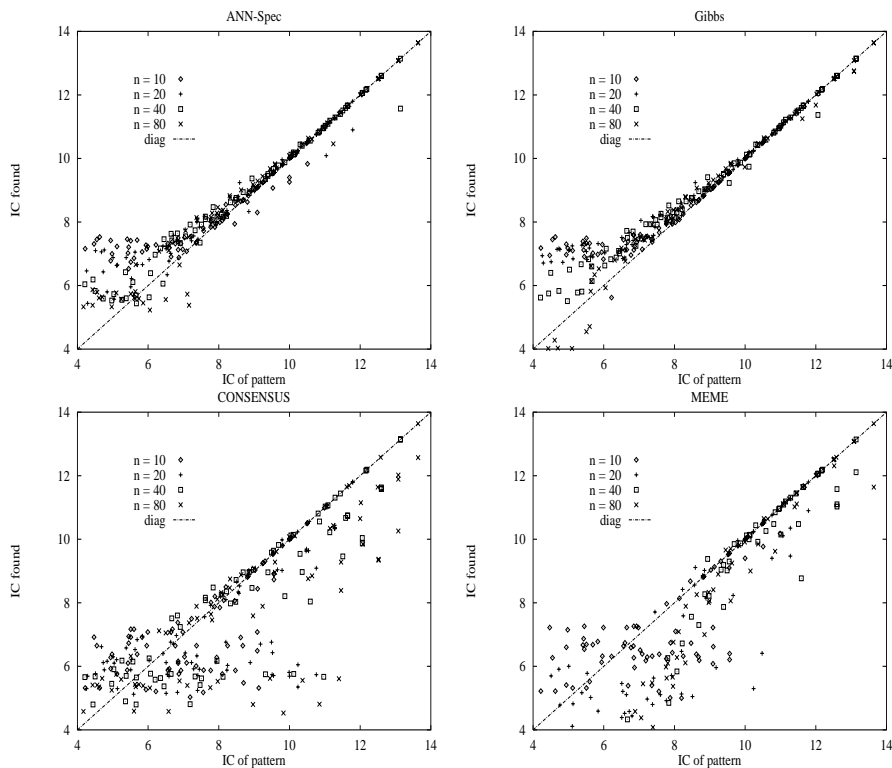 ANN-Spec
14
12
10
8
6
4
4 6 8 10 12 14
IC found
IC of pattern
n = 10
n = 20
n = 40
n = 80
diag
Gibbs
14
12
10
8
6
4
4 6 8 10 12 14
IC found
IC of pattern
n = 10
n = 20
n = 40
n = 80
diag
CONSENSUS
14
12
10
8
6
4
4 6 8 10 12 14
IC found
IC of pattern
n = 10
n = 20
n = 40
n = 80
diag
MEME
14
12
10
8
6
4
4 6 8 10 12 14
IC found
IC of pattern
n = 10
n = 20
n = 40
n = 80
diag